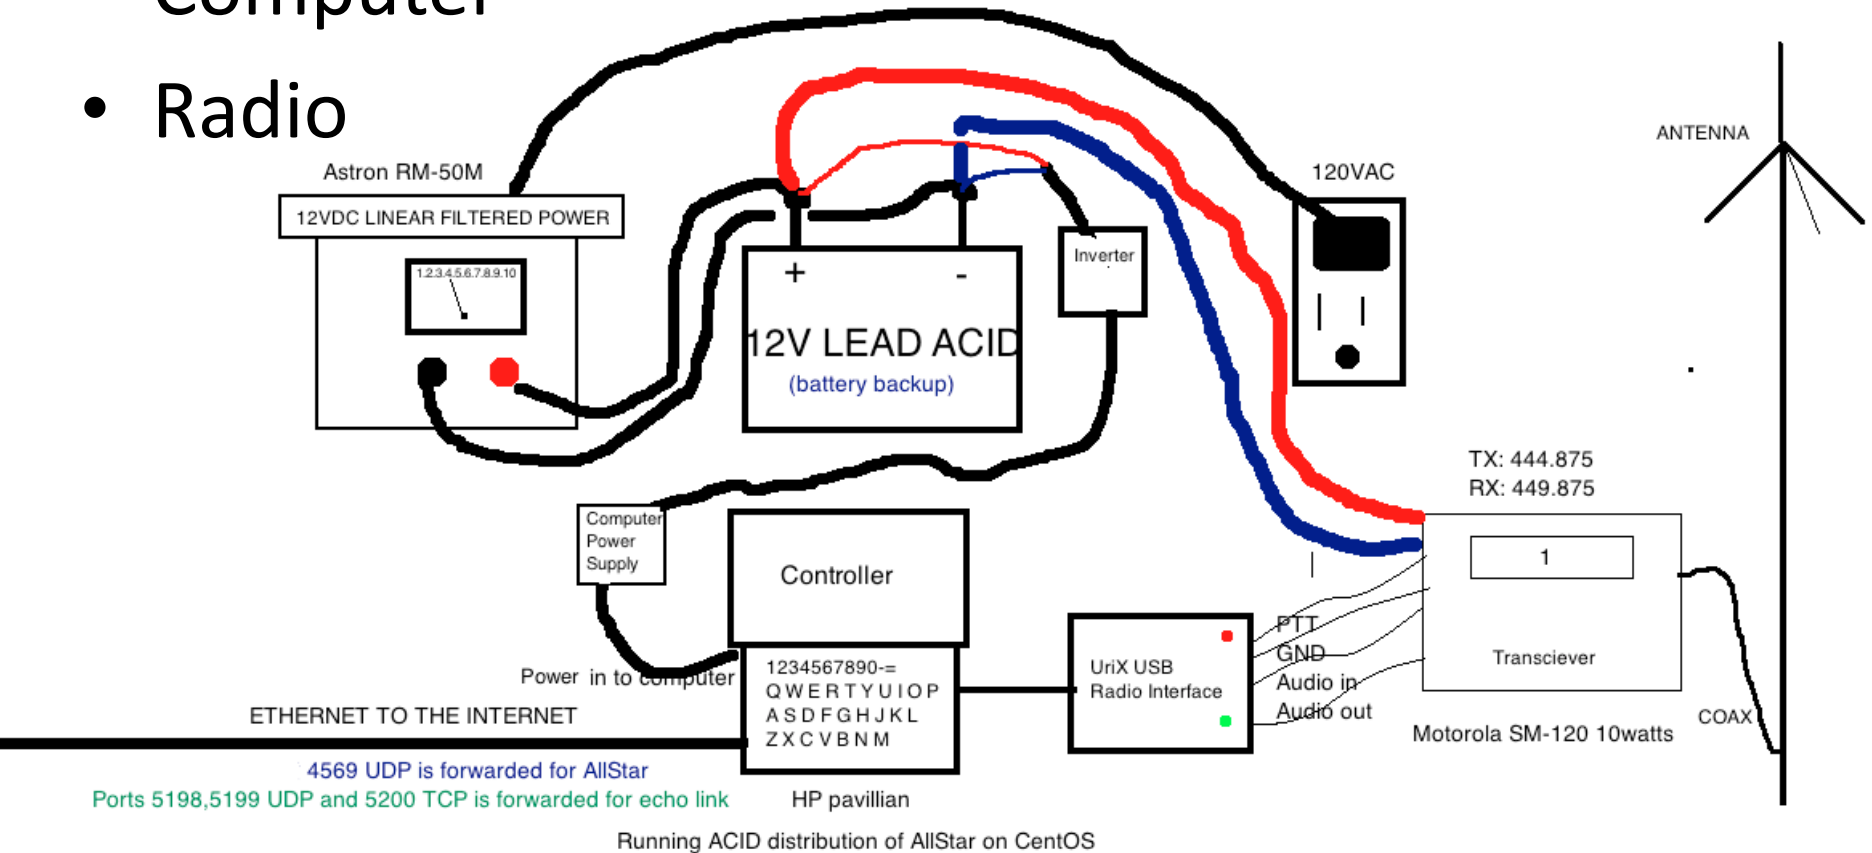 Computer
• Radio
Astron RM-50M
12VDC LINEAR FILTERED POWER
1.2.3.4.5.6.7.8.9.10
+ -
12V LEAD ACID
(battery backup)
Inverter
120VAC
ANTENNA
TX: 444.875
RX: 449.875
1
Transciever
Motorola SM-120 10watts
COAX
Computer
Power
Supply
Controller
Power in to computer
1234567890-=
QWERTYUIOP
ASDFGHJKL
ZXCVBNM
UriX USB
Radio Interface
PTT
GND
Audio in
Audio out
ETHERNET TO THE INTERNET
4569 UDP is forwarded for AllStar
Ports 5198,5199 UDP and 5200 TCP is forwarded for echo link
HP pavillian
Running ACID distribution of AllStar on CentOS